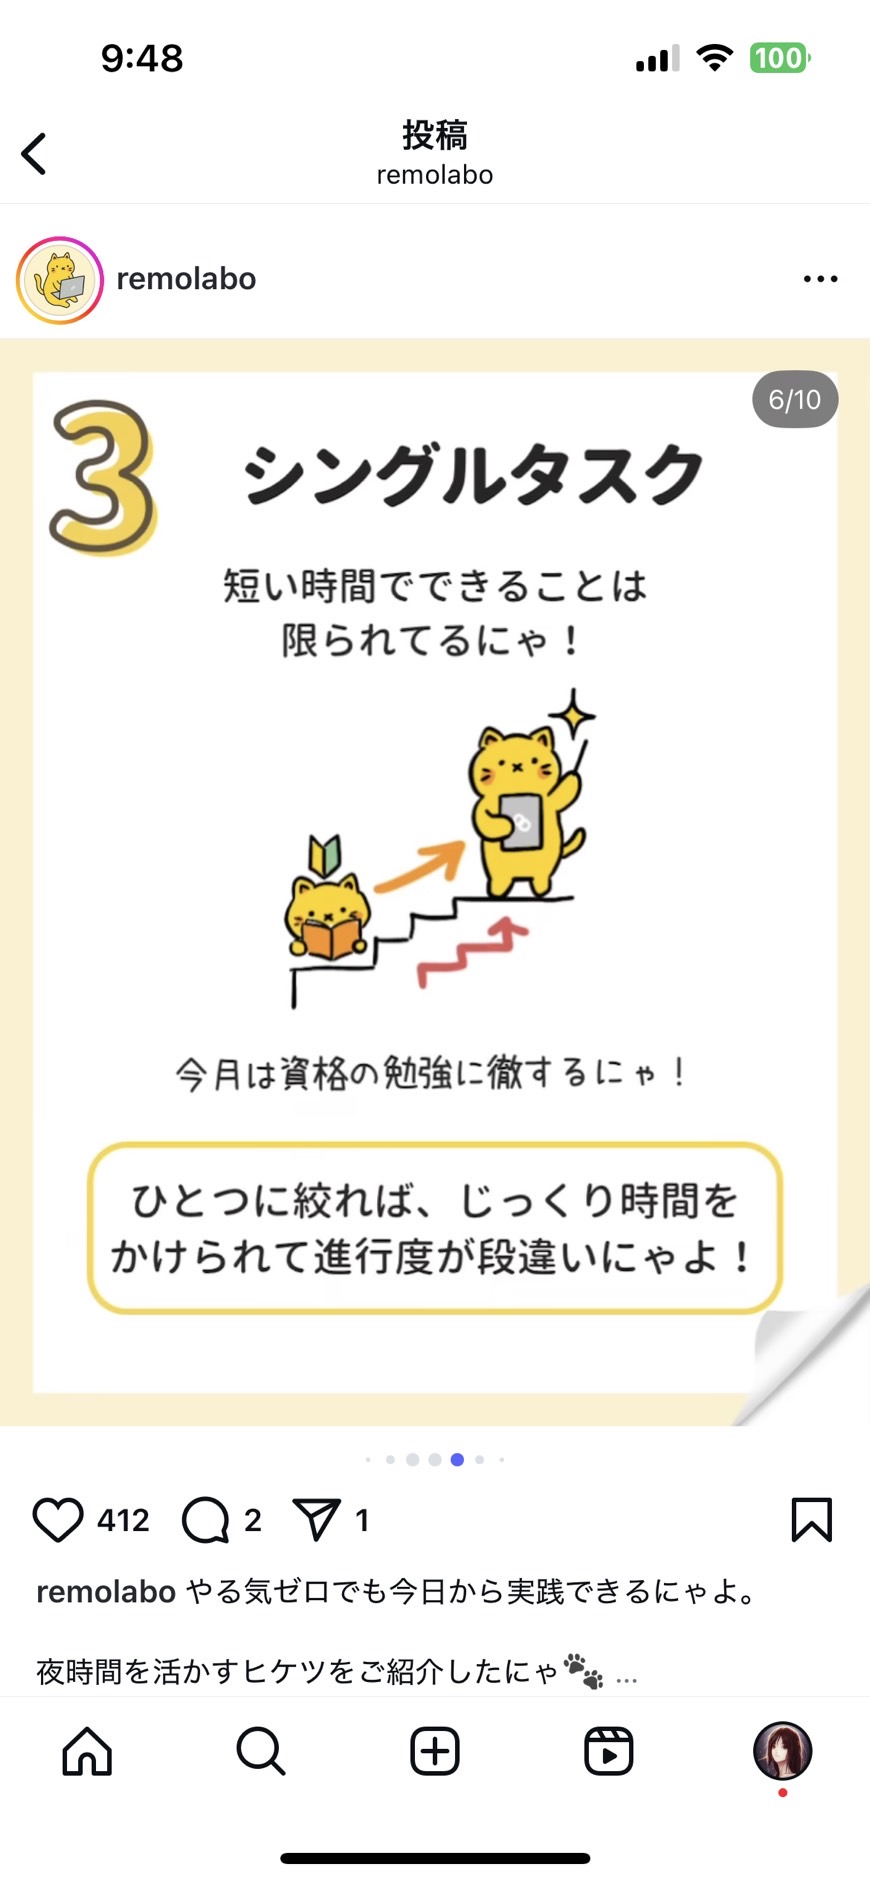 9:48
100
投稿
remolabo
remolabo
6/10
3
シングルタスク
短い時間でできることは
限られてるにゃ！
今月は資格の勉強に徹するにゃ！
ひとつに絞れば、じっくり時間を
かけられて進行度が段違いにゃよ！
412
2
1
remolabo やる気ゼロでも今日から実践できるにゃよ。
夜時間を活かすヒケツをご紹介したにゃ🐾 ...